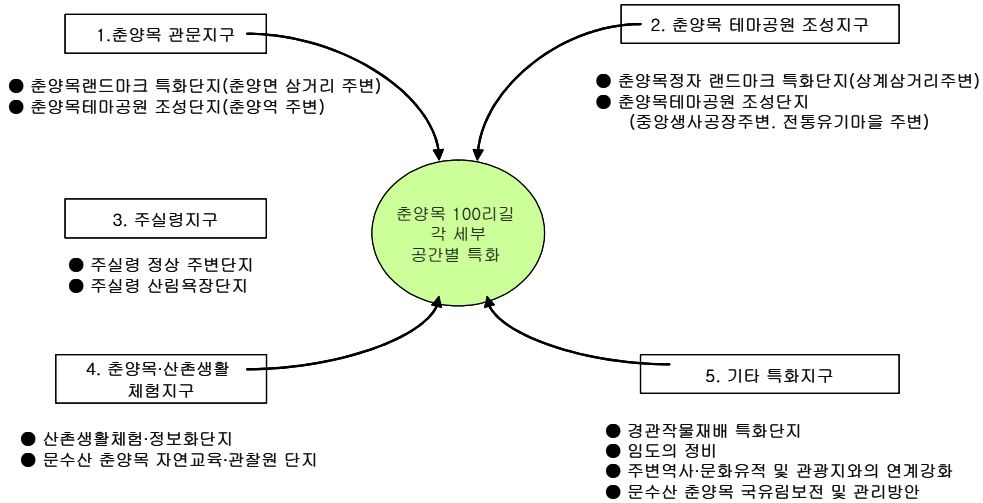 1.춘양목 관문지구
● 춘양목랜드마크 특화단지(춘양면 삼거리 주변)
● 춘양목테마공원 조성단지(춘양역 주변)
2. 춘양목 테마공원 조성지구
● 춘양목정자 랜드마크 특화단지(상계삼거리주변)
● 춘양목테마공원 조성단지
(중앙생사공장주변. 전통유기마을 주변)
춘양목 100리길
각 세부
공간별 특화
3. 주실령지구
● 주실령 정상 주변단지
● 주실령 산림욕장단지
4. 춘양목·산촌생활
체험지구
● 산촌생활체험·정보화단지
● 문수산 춘양목 자연교육·관찰원 단지
5. 기타 특화지구
● 경관작물재배 특화단지
● 임도의 정비
● 주변역사·문화유적 및 관광지와의 연계강화
● 문수산 춘양목 국유림보전 및 관리방안